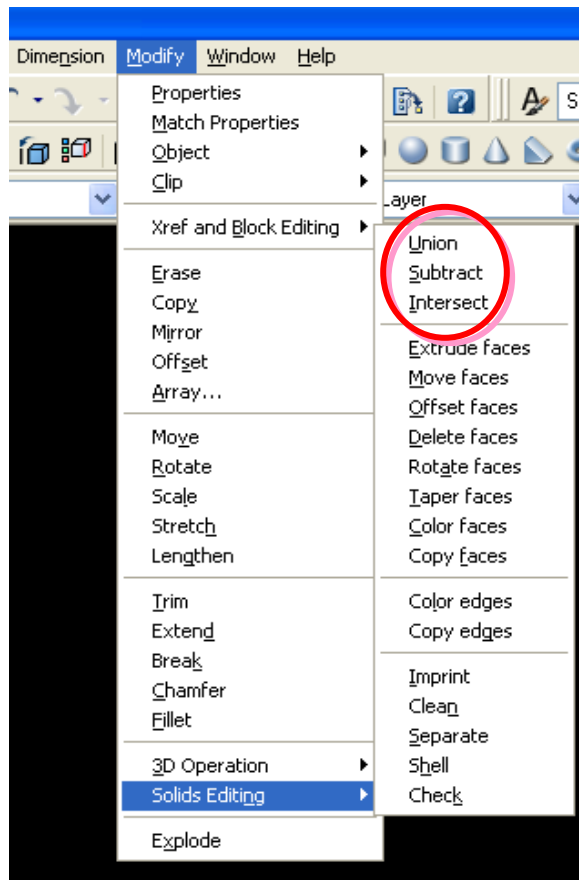 Dimension Modify Window Help
Properties
Match Properties
Object
Clip
Xref and Block Editing
Erase
Copy
Mirror
Offset
Array...
Move
Rotate
Scale
Stretch
Lengthen
Trim
Extend
Break
Chamfer
Fillet
3D Operation
Solids Editing
Explode
S
Layer
Union
Subtract
Intersect
Extrude faces
Move faces
Offset faces
Delete faces
Rotate faces
Taper faces
Color faces
Copy faces
Color edges
Copy edges
Imprint
Clean
Separate
Shell
Check